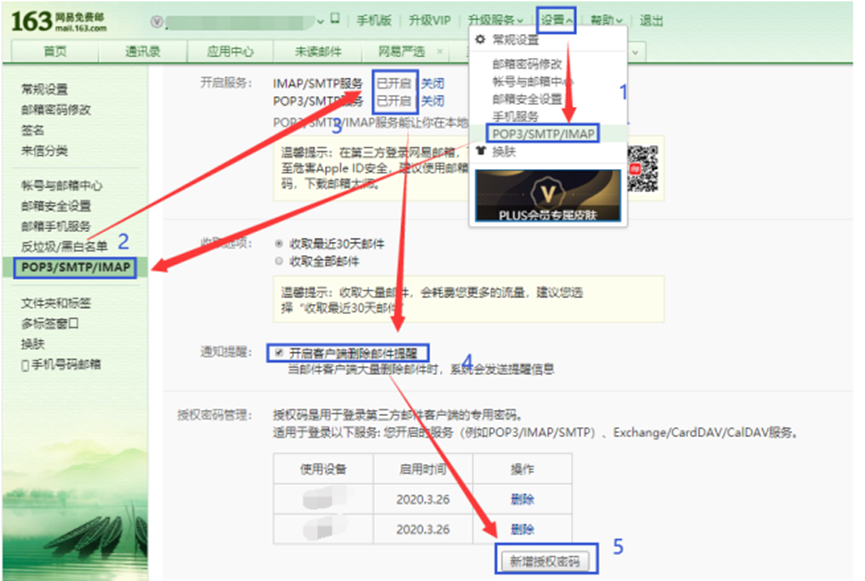 163 网易免费邮
mail.163.com
手机版 升级VIP 升级服务 设置 帮助 退出
首页 通讯录 应用中心 未读邮件 网易严选
常规设置
邮箱密码修改
帐号与邮箱中心
邮箱安全设置
手机服务
POP3/SMTP/IMAP
换肤
PLUS会员专属皮肤
1
常规设置
邮箱密码修改
签名
来信分类
帐号与邮箱中心
邮箱安全设置
邮箱手机服务
反垃圾/黑白名单
2
POP3/SMTP/IMAP
文件夹和标签
多标签窗口
换肤
手机号码邮箱
开启服务: IMAP/SMTP服务 已开启 | 关闭
POP3/SMTP服务 已开启 | 关闭
3
POP3/SMTP/IMAP服务能让你在本地
温馨提示: 在第三方登录网易邮箱,
至危害Apple ID安全, 建议使用邮箱
码, 下载邮箱大师。
收取选项: 收取最近30天邮件
收取全部邮件
温馨提示: 收取大量邮件, 会耗费您更多的流量, 建议您选
择“收取最近30天邮件”
通知提醒: 开启客户端删除邮件提醒
4
当邮件客户端大量删除邮件时, 系统会发送提醒信息
授权密码管理: 授权码是用于登录第三方邮件客户端的专用密码。
适用于登录以下服务: 您开启的服务 (例如POP3/IMAP/SMTP) 、Exchange/CardDAV/CalDAV服务。
使用设备 启用时间 操作
2020.3.26 删除
2020.3.26 删除
新增授权密码
5